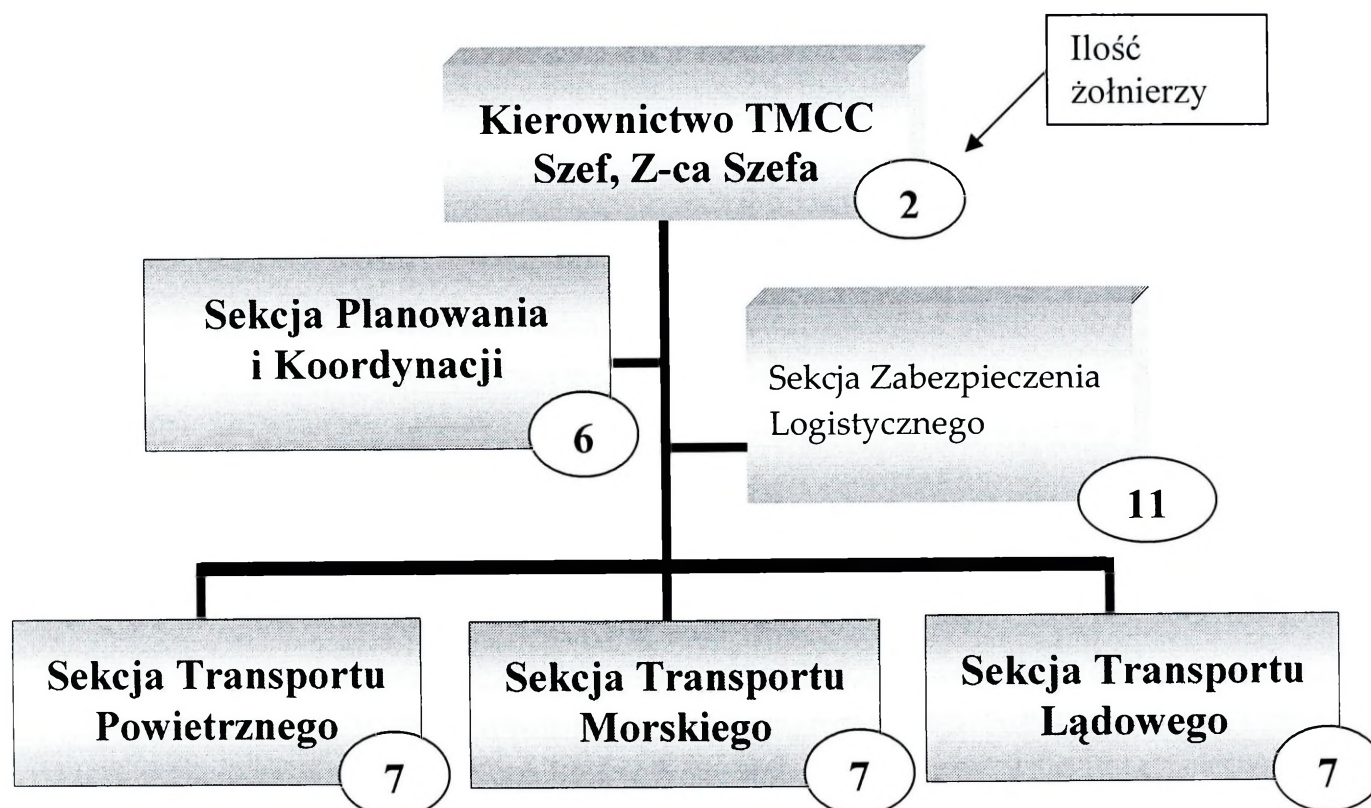 Ilość
żołnierzy
Kierownictwo TMCC
Szef, Z-ca Szefa
2
Sekcja Planowania
i Koordynacji
6
Sekcja Zabezpieczenia
Logistycznego
11
Sekcja Transportu
Powietrznego
7
Sekcja Transportu
Morskiego
7
Sekcja Transportu
Lądowego
7